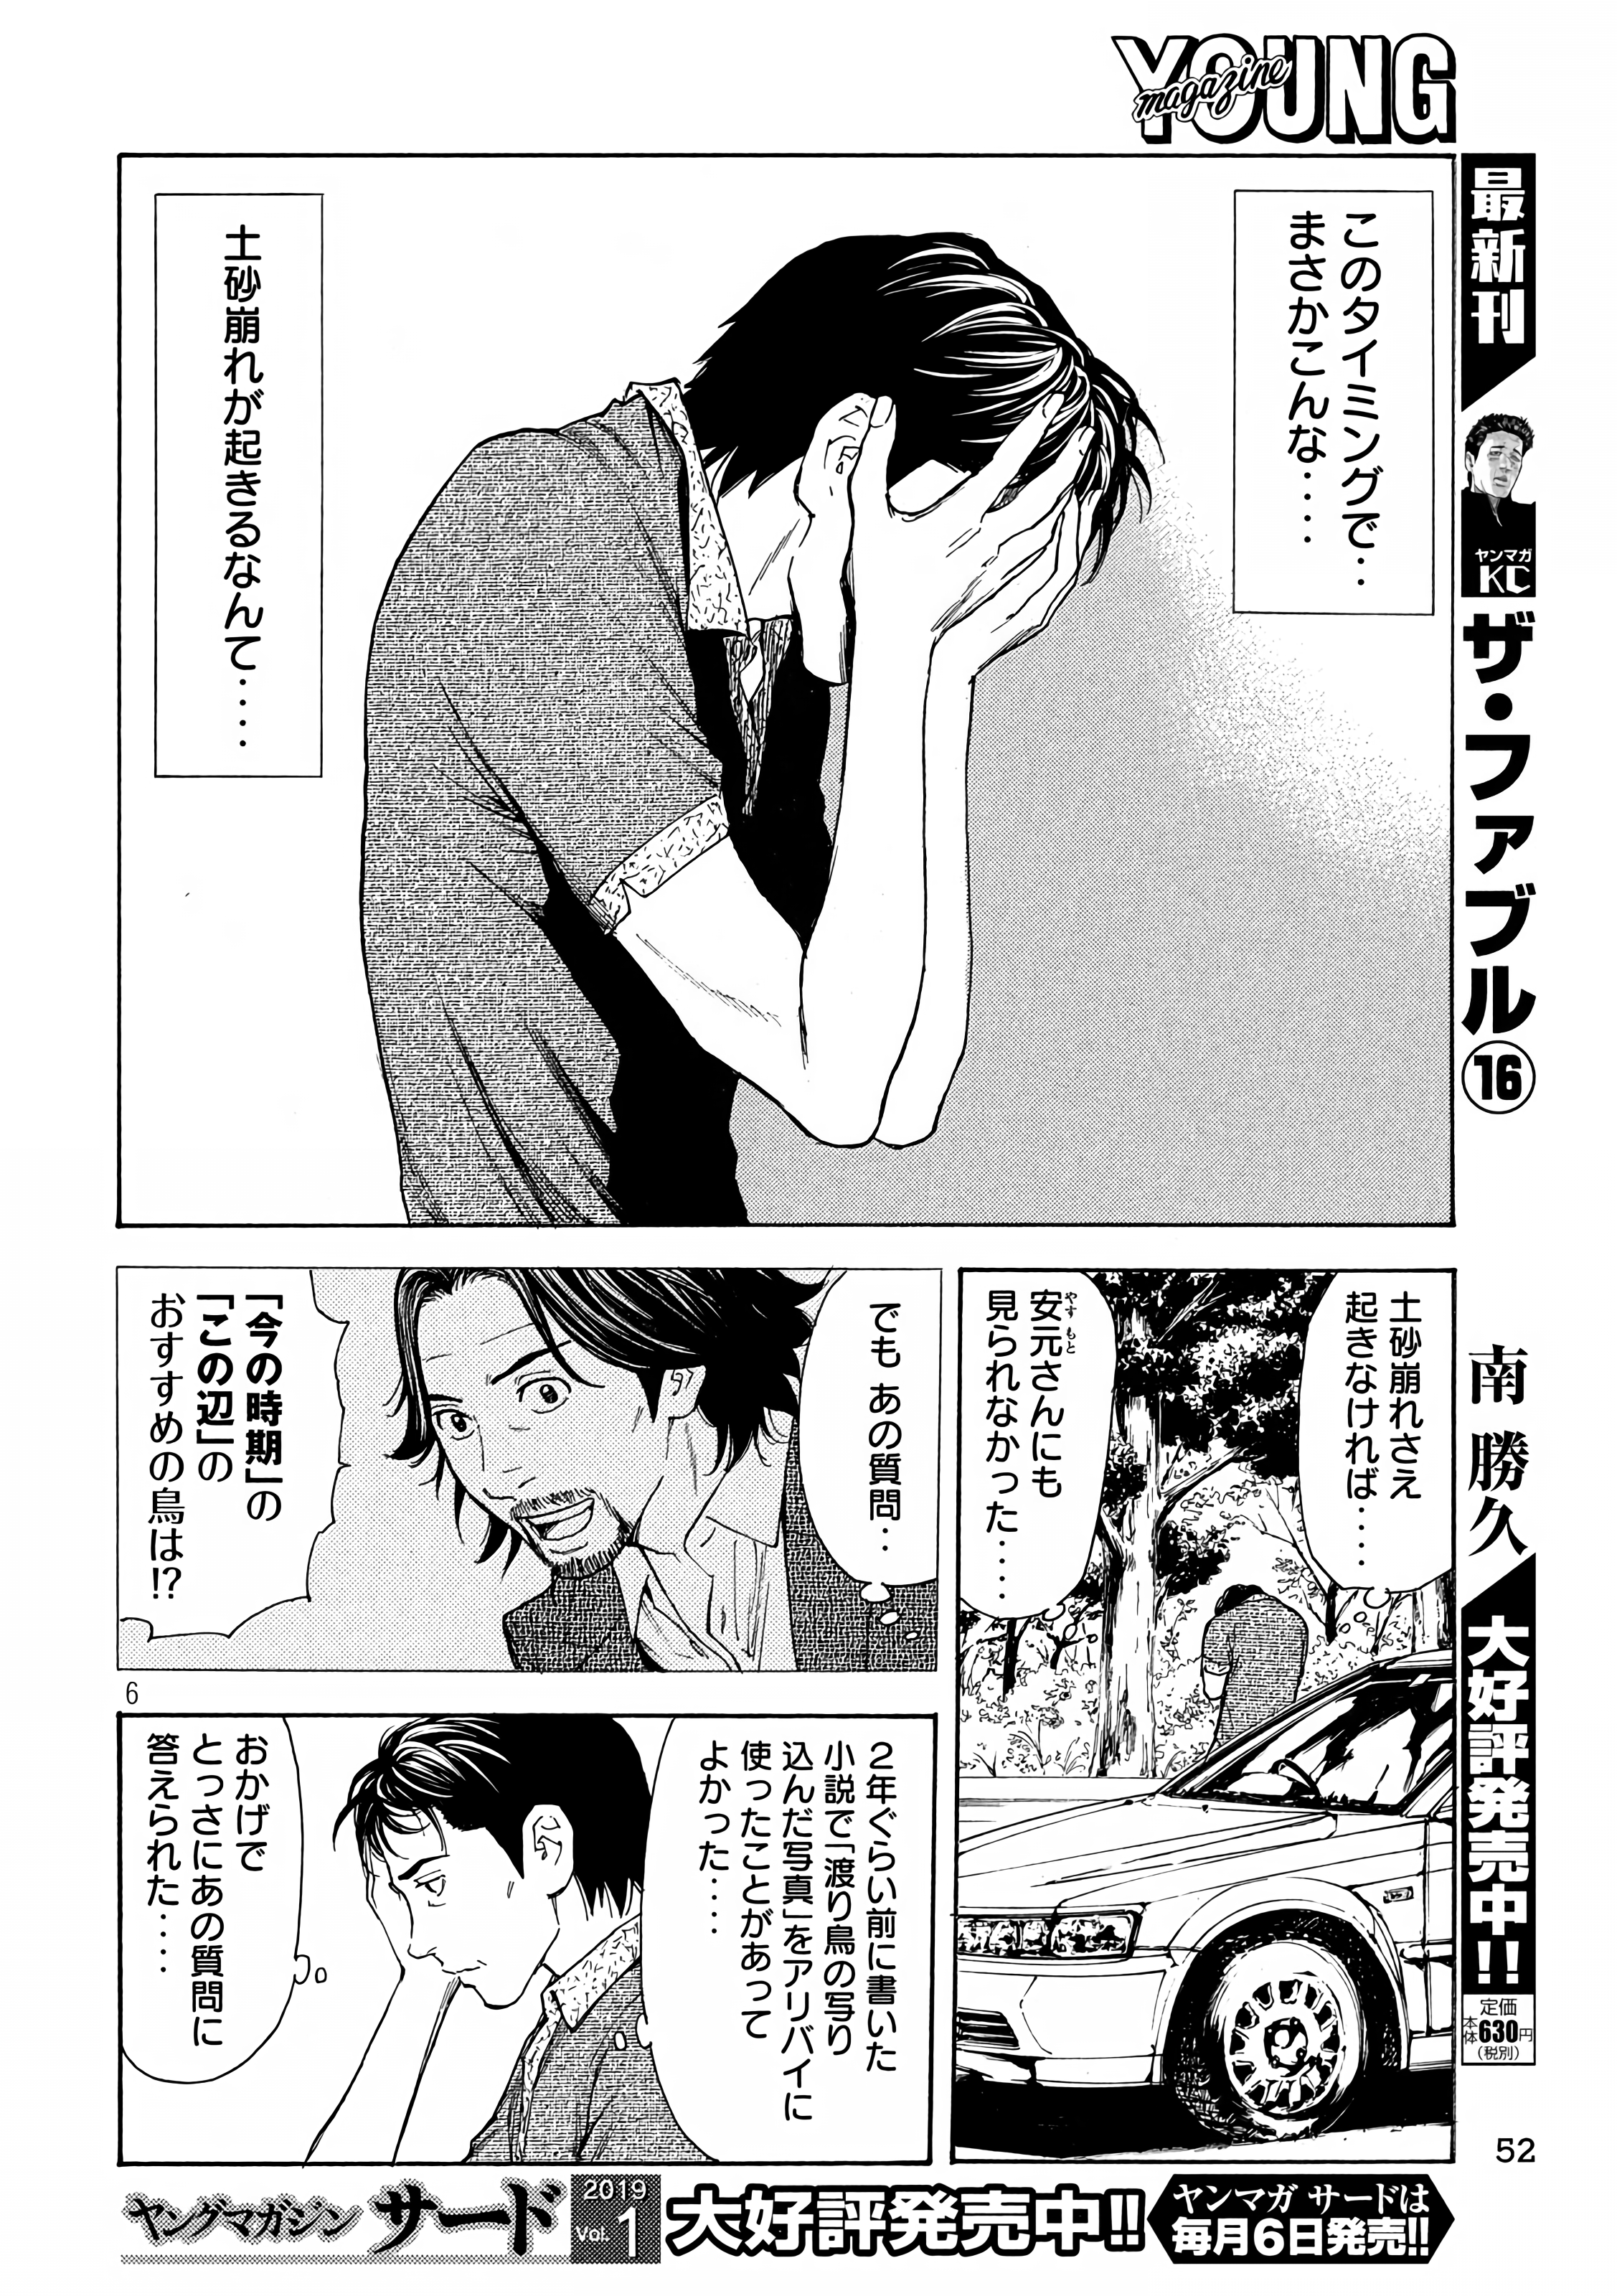 YOUNG
magazine
最新刊
ヤンマガ
KC
ザ・ファブル⑯
南 勝久
大好評発売中!!
定価
本体630円
(税別)
このタイミングで‥
まさかこんな‥‥
土砂崩れが起きるなんて‥‥
土砂崩れさえ
起きなければ‥‥
安元さんにも
やす もと
見られなかった‥‥
でも あの質問‥
「今の時期」の
「この辺」の
おすすめの鳥は!?
6
2年ぐらい前に書いた
小説で「渡り鳥の写り
込んだ写真」をアリバイに
使ったことがあって
よかった‥‥
おかげで
とっさにあの質問に
答えられた‥‥
52
ヤングマガジン サード
2019
Vol.1
大好評発売中!!
ヤンマガ サードは
毎月6日発売!!